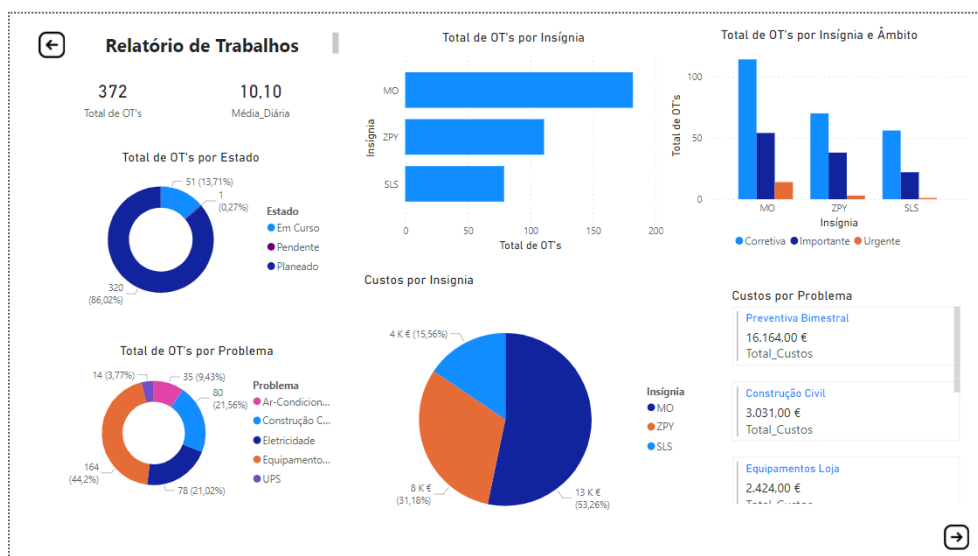 Relatório de Trabalhos
372
Total de OT's
10,10
Média_Diária
Total de OT's por Estado
51 (13,71%)
1
(0,27%)
320
(86,02%)
Estado
Em Curso
Pendente
Planeado
Total de OT's por Problema
14 (3,77%)
35 (9,43%)
80
(21,56%)
164
(44,2%)
78 (21,02%)
Problema
Ar-Condicion...
Construção C...
Eletricidade
Equipamento...
UPS
Total de OT's por Insígnia
Insígnia
MO
ZPY
SLS
0
50
100
150
200
Total de OT's
Custos por Insignia
4 K € (15,56%)
8 K €
(31,18%)
13 K €
(53,26%)
Insígnia
MO
ZPY
SLS
Total de OT's por Insígnia e Âmbito
Total de OT's
100
50
0
MO
ZPY
SLS
Insígnia
Corretiva
Importante
Urgente
Custos por Problema
Preventiva Bimestral
16.164,00 €
Total_Custos
Construção Civil
3.031,00 €
Total_Custos
Equipamentos Loja
2.424,00 €
Total_Custos